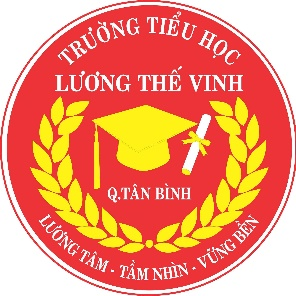 TRƯỜNG TIỂU HỌC
LƯƠNG THẾ VINH
Q.TÂN BÌNH
LƯƠNG TÂM - TẦM NHÌN - VỮNG BỀN